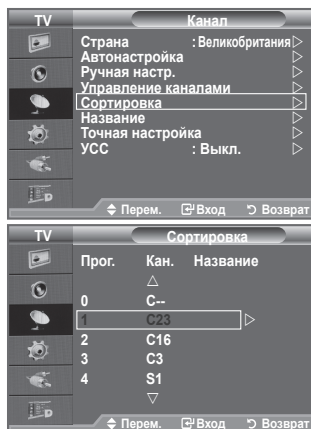 TV Канал
Страна : Великобритания
Автонастройка
Ручная настр.
Управление каналами
Сортировка
Название
Точная настройка
УСС : Выкл.
Перем. Вход Возврат
TV Сортировка
Прог. Кан. Название
0 C--
1 C23
2 C16
3 C3
4 S1
Перем. Вход Возврат